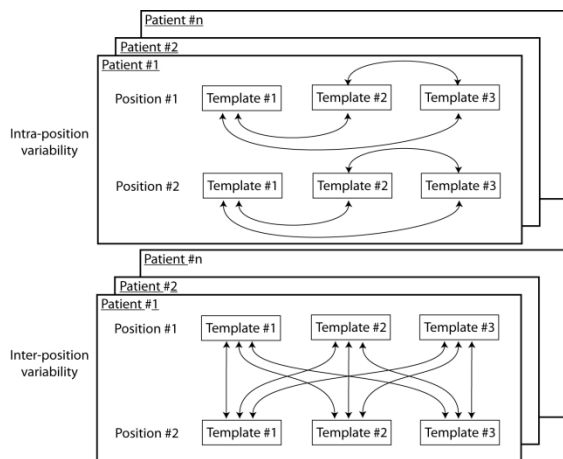 Patient #n
Patient #2
Patient #1
Position #1 Template #1 Template #2 Template #3
Intra-position
variability
Position #2 Template #1 Template #2 Template #3
Patient #n
Patient #2
Patient #1
Position #1 Template #1 Template #2 Template #3
Inter-position
variability
Position #2 Template #1 Template #2 Template #3